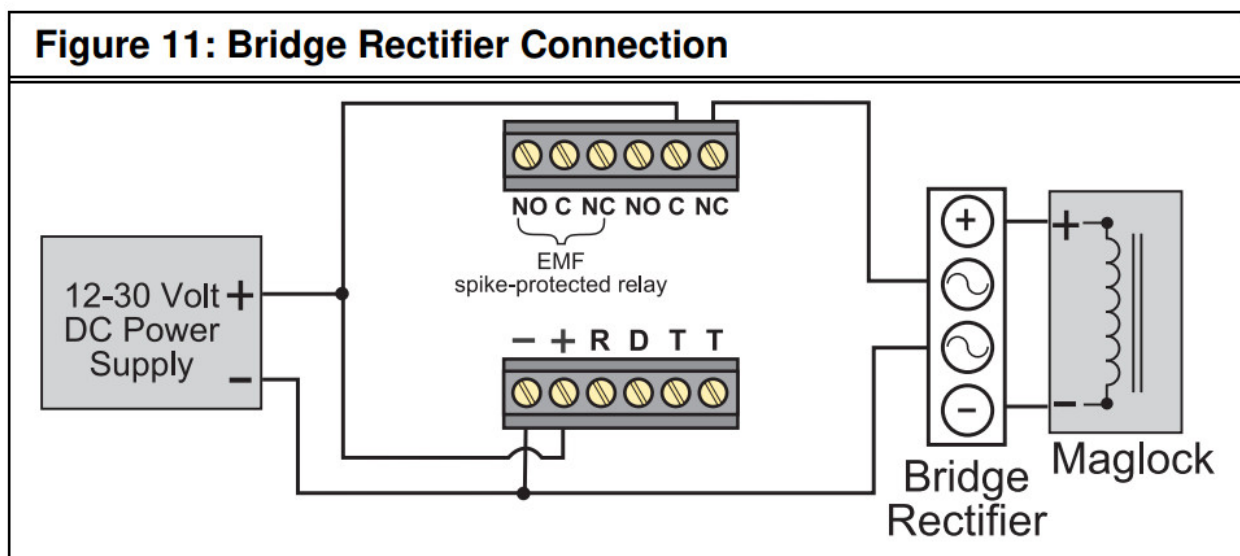 Figure 11: Bridge Rectifier Connection
NO C NC NO C NC
EMF
spike-protected relay
12-30 Volt +
DC Power
Supply −
− + R D T T
+
−
+
−
Bridge
Rectifier
Maglock